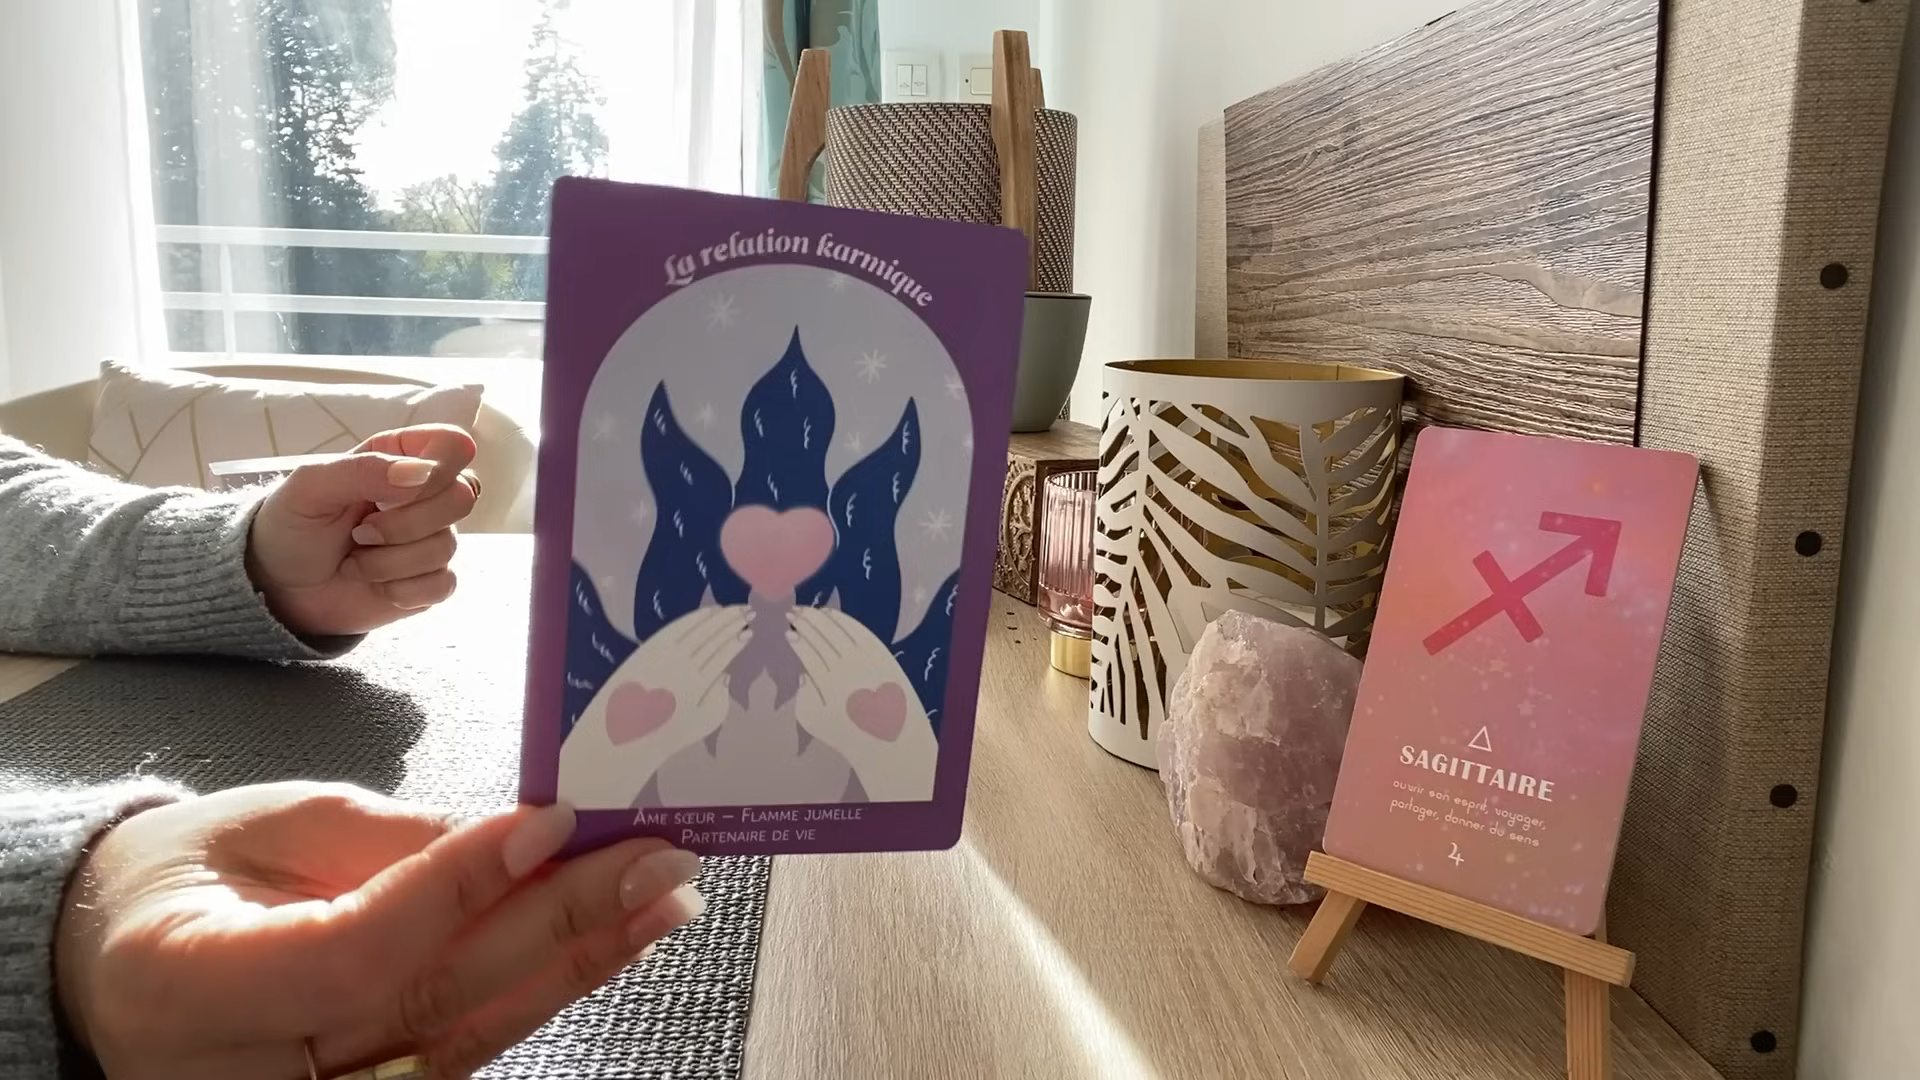 La relation karmique
Âme sœur – Flamme jumelle
Partenaire de vie
SAGITTAIRE
ouvrir son esprit, voyager,
partager, donner du sens